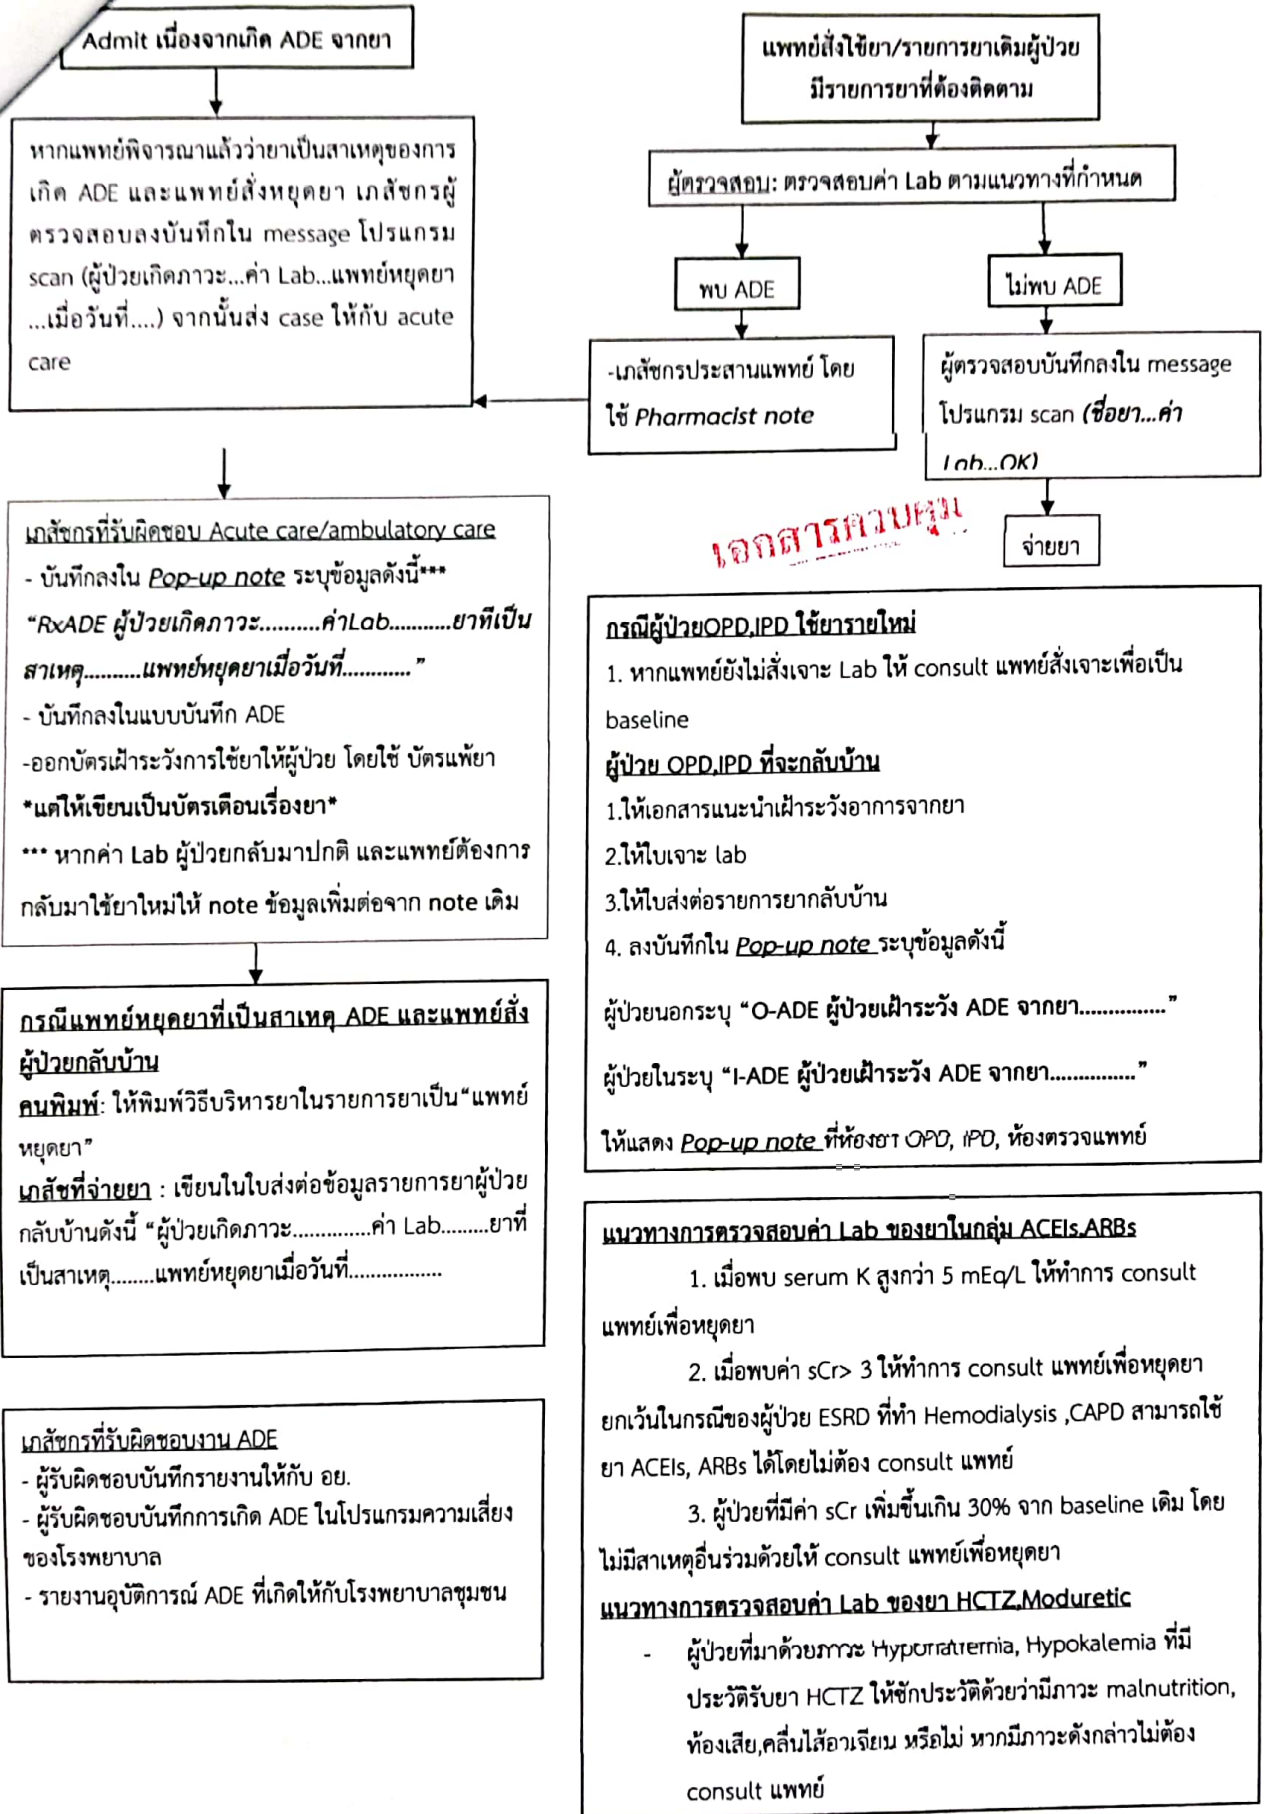 Admit เนื่องจากเกิด ADE จากยา
หากแพทย์พิจารณาแล้วว่ายาเป็นสาเหตุของการ
เกิด ADE และแพทย์สั่งหยุดยา เภสัชกรผู้
ตรวจสอบลงบันทึกใน message โปรแกรม
scan (ผู้ป่วยเกิดภาวะ...ค่า Lab...แพทย์หยุดยา
...เมื่อวันที่....) จากนั้นส่ง case ให้กับ acute
care
แพทย์สั่งใช้ยา/รายการยาเดิมผู้ป่วย
มีรายการยาที่ต้องติดตาม
ผู้ตรวจสอบ: ตรวจสอบค่า Lab ตามแนวทางที่กำหนด
พบ ADE
ไม่พบ ADE
-เภสัชกรประสานแพทย์ โดย
ใช้ Pharmacist note
ผู้ตรวจสอบบันทึกลงใน message
โปรแกรม scan (ชื่อยา...ค่า
Lab...OK)
จ่ายยา
เอกสารควบคุม
เภสัชกรที่รับผิดชอบ Acute care/ambulatory care
- บันทึกลงใน Pop-up note ระบุข้อมูลดังนี้***
“RxADE ผู้ป่วยเกิดภาวะ..........ค่าLab..........ยาทีเป็น
สาเหตุ..........แพทย์หยุดยาเมื่อวันที่............”
- บันทึกลงในแบบบันทึก ADE
-ออกบัตรเฝ้าระวังการใช้ยาให้ผู้ป่วย โดยใช้ บัตรแพ้ยา
*แต่ให้เขียนเป็นบัตรเตือนเรื่องยา*
*** หากค่า Lab ผู้ป่วยกลับมาปกติ และแพทย์ต้องการ
กลับมาใช้ยาใหม่ให้ note ข้อมูลเพิ่มต่อจาก note เดิม
กรณีแพทย์หยุดยาที่เป็นสาเหตุ ADE และแพทย์สั่ง
ผู้ป่วยกลับบ้าน
คนพิมพ์: ให้พิมพ์วิธีบริหารยาในรายการยาเป็น“แพทย์
หยุดยา”
เภสัชที่จ่ายยา : เขียนในใบส่งต่อข้อมูลรายการยาผู้ป่วย
กลับบ้านดังนี้ “ผู้ป่วยเกิดภาวะ..............ค่า Lab.........ยาที่
เป็นสาเหตุ........แพทย์หยุดยาเมื่อวันที่.................
เภสัชกรที่รับผิดชอบงาน ADE
- ผู้รับผิดชอบบันทึกรายงานให้กับ อย.
- ผู้รับผิดชอบบันทึกการเกิด ADE ในโปรแกรมความเสี่ยง
ของโรงพยาบาล
- รายงานอุบัติการณ์ ADE ที่เกิดให้กับโรงพยาบาลชุมชน
กรณีผู้ป่วยOPD,IPD ใช้ยารายใหม่
1. หากแพทย์ยังไม่สั่งเจาะ Lab ให้ consult แพทย์สั่งเจาะเพื่อเป็น
baseline
ผู้ป่วย OPD,IPD ที่จะกลับบ้าน
1.ให้เอกสารแนะนำเฝ้าระวังอาการจากยา
2.ให้ใบเจาะ lab
3.ให้ใบส่งต่อรายการยากลับบ้าน
4. ลงบันทึกใน Pop-up note ระบุข้อมูลดังนี้
ผู้ป่วยนอกระบุ “O-ADE ผู้ป่วยเฝ้าระวัง ADE จากยา...............”
ผู้ป่วยในระบุ “I-ADE ผู้ป่วยเฝ้าระวัง ADE จากยา...............”
ให้แสดง Pop-up note ที่ห้องยา OPD, IPD, ห้องตรวจแพทย์
แนวทางการตรวจสอบค่า Lab ของยาในกลุ่ม ACEIs,ARBs
1. เมื่อพบ serum K สูงกว่า 5 mEq/L ให้ทำการ consult
แพทย์เพื่อหยุดยา
2. เมื่อพบค่า sCr> 3 ให้ทำการ consult แพทย์เพื่อหยุดยา
ยกเว้นในกรณีของผู้ป่วย ESRD ที่ทำ Hemodialysis ,CAPD สามารถใช้
ยา ACEIs, ARBs ได้โดยไม่ต้อง consult แพทย์
3. ผู้ป่วยที่มีค่า sCr เพิ่มขึ้นเกิน 30% จาก baseline เดิม โดย
ไม่มีสาเหตุอื่นร่วมด้วยให้ consult แพทย์เพื่อหยุดยา
แนวทางการตรวจสอบค่า Lab ของยา HCTZ,Moduretic
- ผู้ป่วยที่มาด้วยภาวะ Hyponatremia, Hypokalemia ที่มี
ประวัติรับยา HCTZ ให้ซักประวัติด้วยว่ามีภาวะ malnutrition,
ท้องเสีย,คลื่นไส้อาเจียน หรือไม่ หากมีภาวะดังกล่าวไม่ต้อง
consult แพทย์